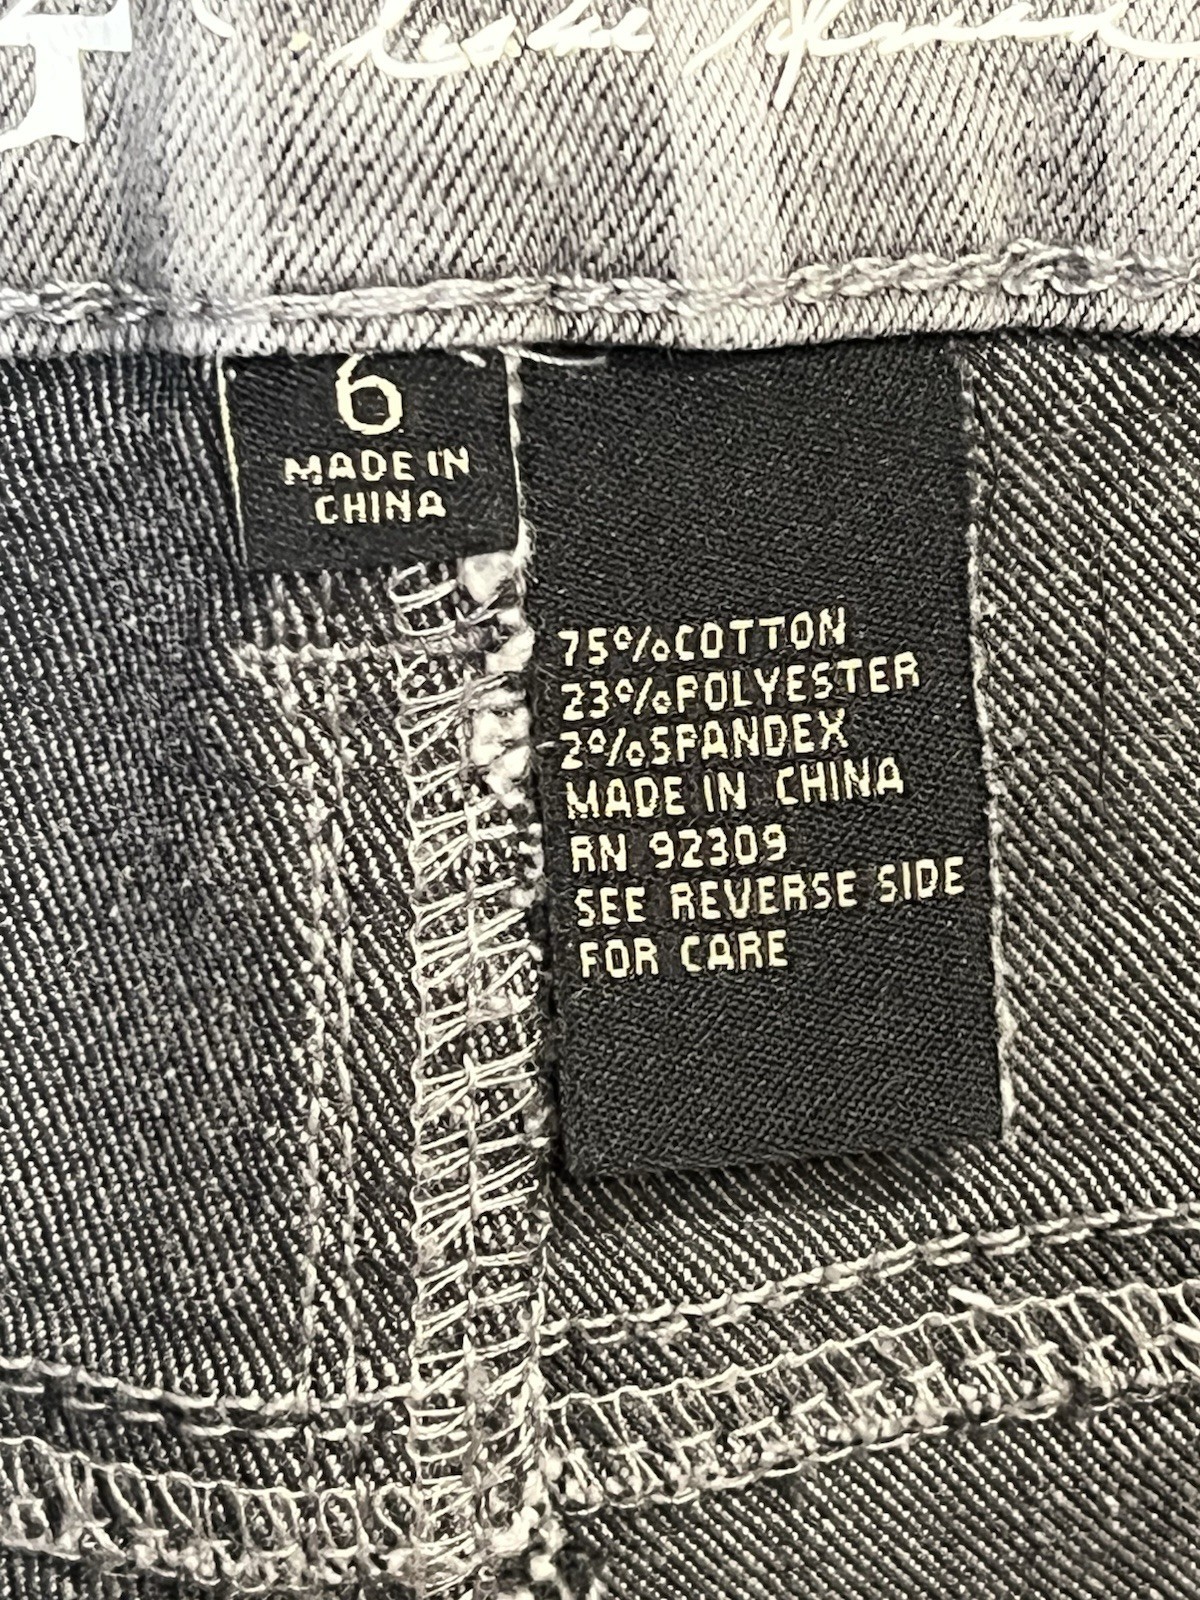 6
MADE IN
CHINA
75%COTTON
23%POLYESTER
2%SPANDEX
MADE IN CHINA
RN 92309
SEE REVERSE SIDE
FOR CARE